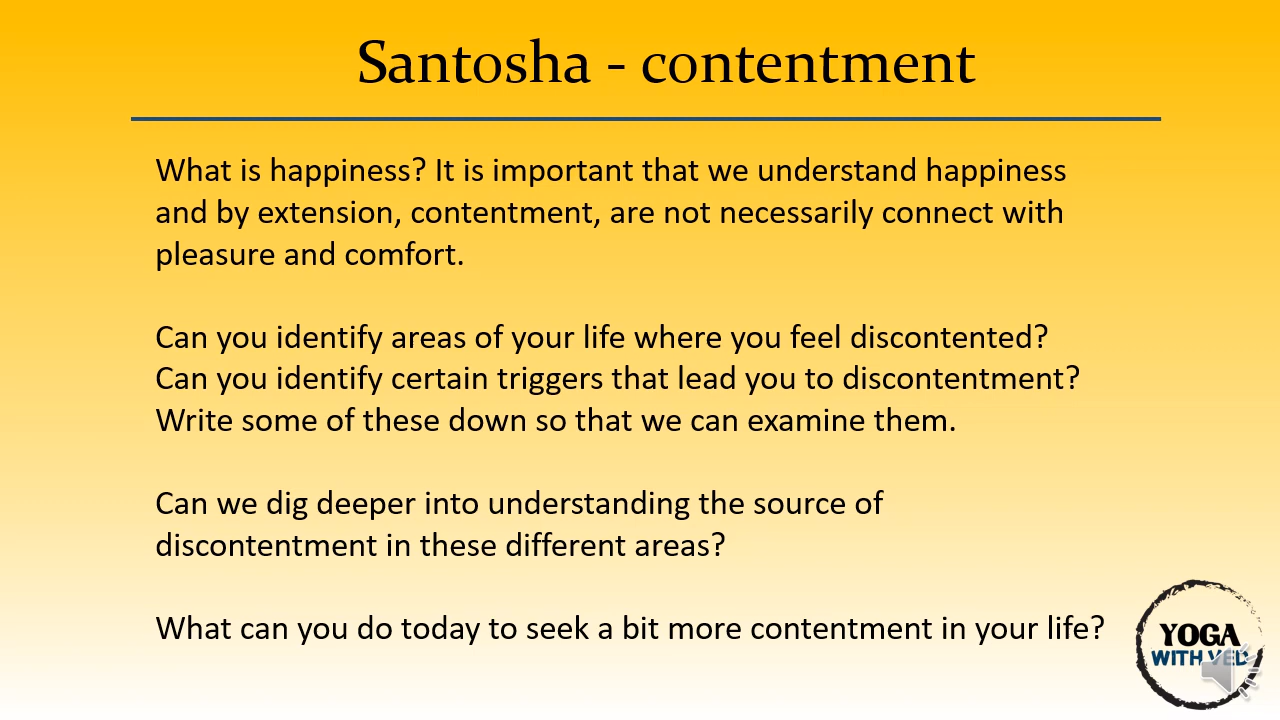 Santosha - contentment
What is happiness? It is important that we understand happiness
and by extension, contentment, are not necessarily connect with
pleasure and comfort.
Can you identify areas of your life where you feel discontented?
Can you identify certain triggers that lead you to discontentment?
Write some of these down so that we can examine them.
Can we dig deeper into understanding the source of
discontentment in these different areas?
What can you do today to seek a bit more contentment in your life?
YOGA
WITH VED